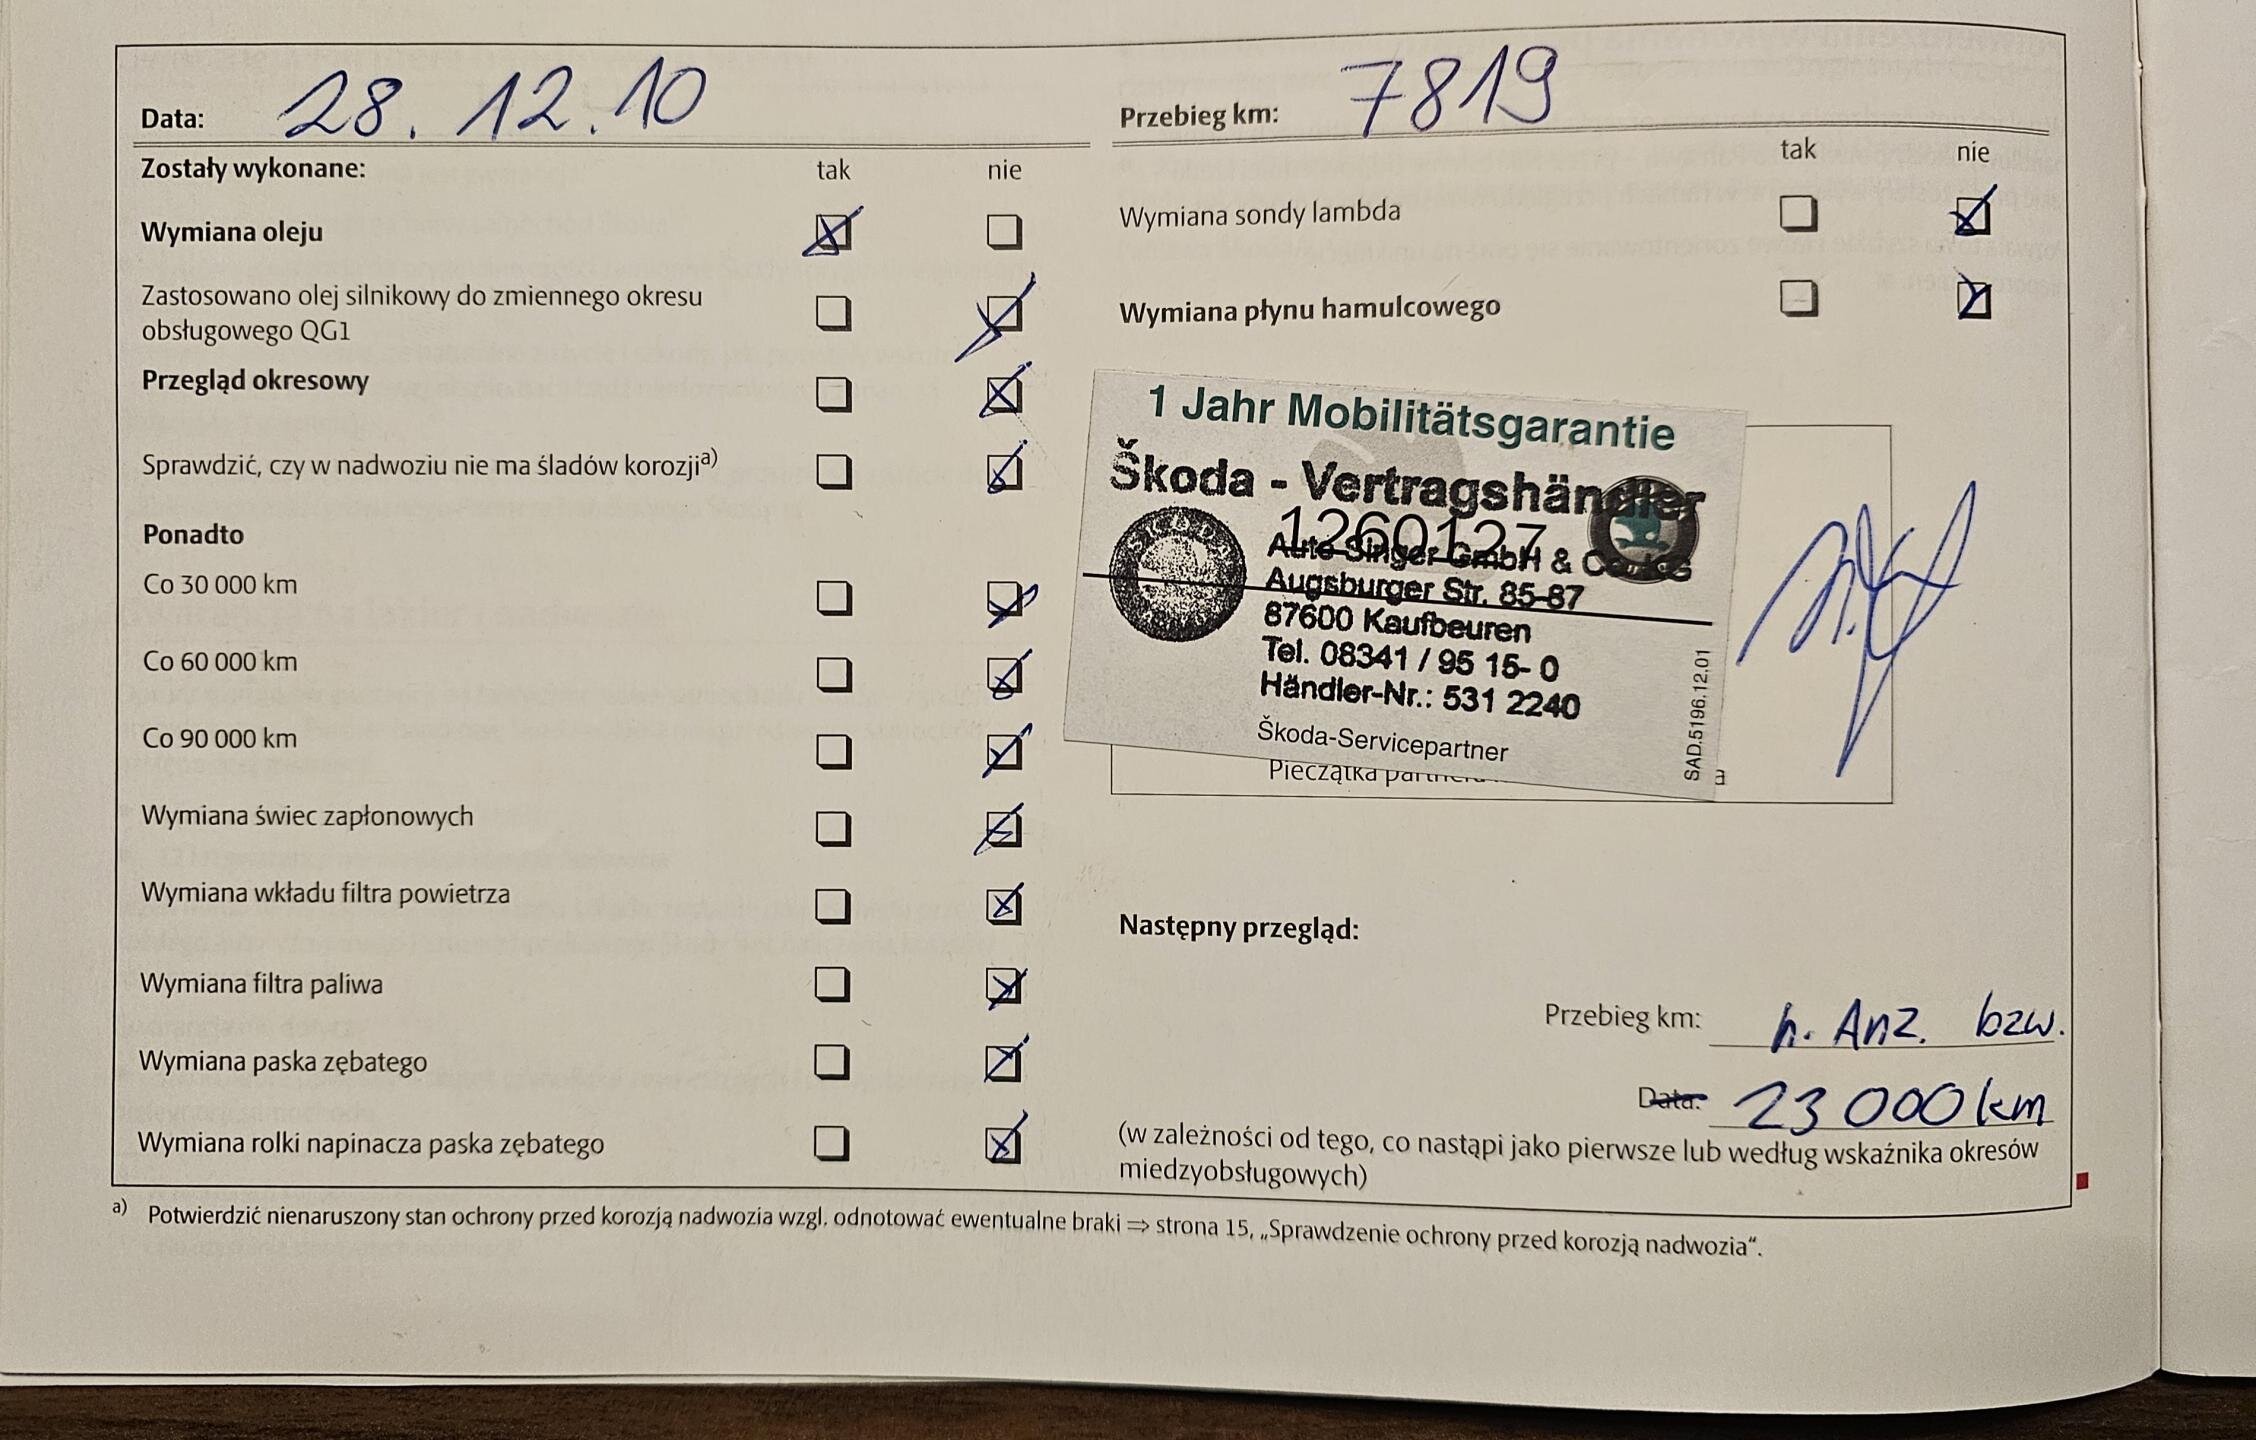 Data: 28.12.10
Zostały wykonane: tak nie
Wymiana oleju
Zastosowano olej silnikowy do zmiennego okresu
obsługowego QG1
Przegląd okresowy
Sprawdzić, czy w nadwoziu nie ma śladów korozji a)
Ponadto
Co 30 000 km
Co 60 000 km
Co 90 000 km
Wymiana świec zapłonowych
Wymiana wkładu filtra powietrza
Wymiana filtra paliwa
Wymiana paska zębatego
Wymiana rolki napinacza paska zębatego
Przebieg km: 7819
tak nie
Wymiana sondy lambda
Wymiana płynu hamulcowego
1 Jahr Mobilitätsgarantie
Škoda - Vertragshändler
1260127
Auto Singer GmbH & Co. KG
Augsburger Str. 85-87
87600 Kaufbeuren
Tel. 08341 / 95 15- 0
Händler-Nr.: 531 2240
Škoda-Servicepartner
SAD.5196.12.01
SKODA
Pieczątka
Następny przegląd:
Przebieg km: n. Anz. bzw.
Data: 23 000 km
(w zależności od tego, co nastąpi jako pierwsze lub według wskaźnika okresów
miedzyobsługowych)
a) Potwierdzić nienaruszony stan ochrony przed korozją nadwozia wzgl. odnotować ewentualne braki ⇒ strona 15, „Sprawdzenie ochrony przed korozją nadwozia“.